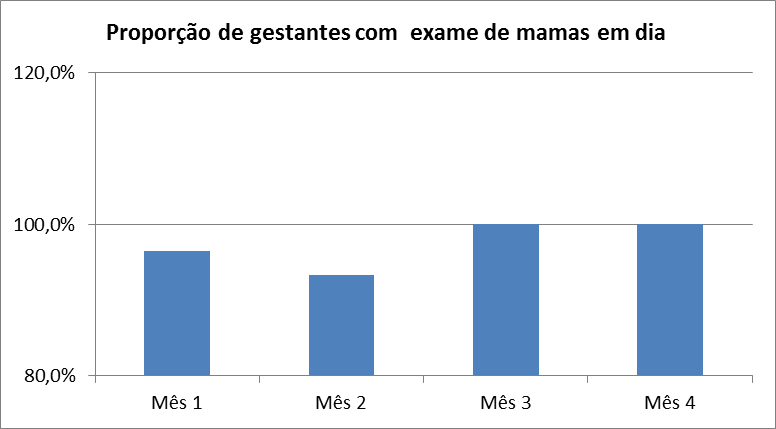 Proporção de gestantes com  exame de mamas em dia
120,0%
100,0%
80,0%
Mês 1 Mês 2 Mês 3 Mês 4